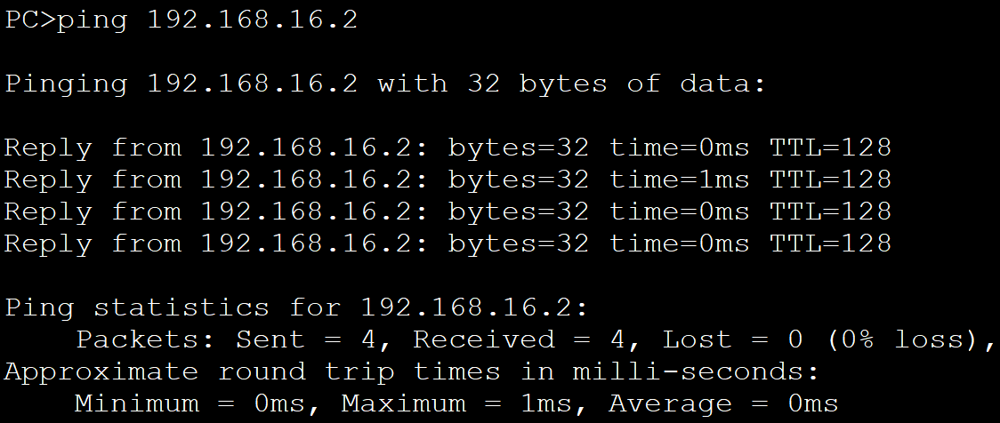 PC>ping 192.168.16.2
Pinging 192.168.16.2 with 32 bytes of data:
Reply from 192.168.16.2: bytes=32 time=0ms TTL=128
Reply from 192.168.16.2: bytes=32 time=1ms TTL=128
Reply from 192.168.16.2: bytes=32 time=0ms TTL=128
Reply from 192.168.16.2: bytes=32 time=0ms TTL=128
Ping statistics for 192.168.16.2:
    Packets: Sent = 4, Received = 4, Lost = 0 (0% loss),
Approximate round trip times in milli-seconds:
    Minimum = 0ms, Maximum = 1ms, Average = 0ms